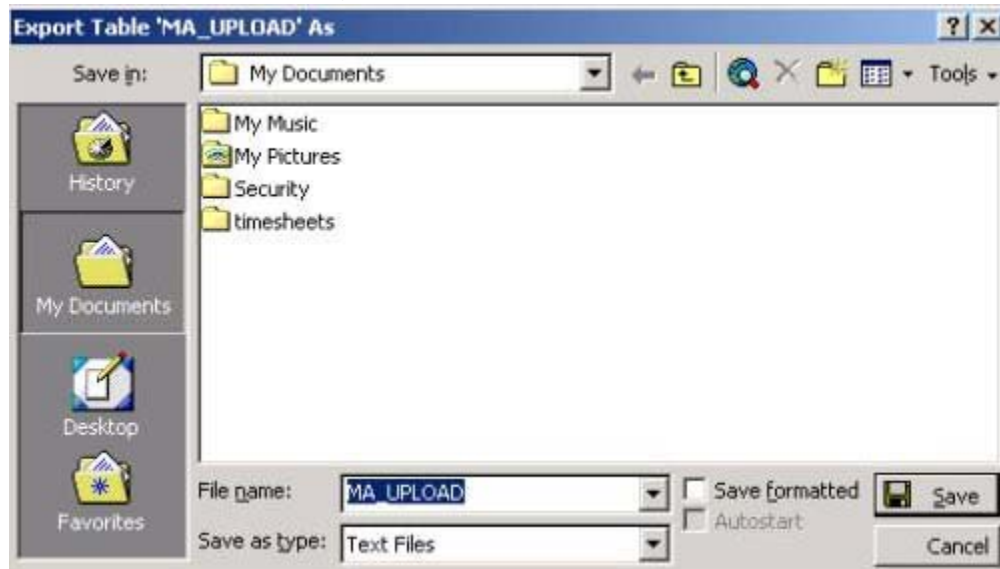 Export Table 'MA_UPLOAD' As
Save in:
My Documents
Tools
History
My Documents
Desktop
Favorites
My Music
My Pictures
Security
timesheets
File name:
MA_UPLOAD
Save formatted
Save
Autostart
Save as type:
Text Files
Cancel